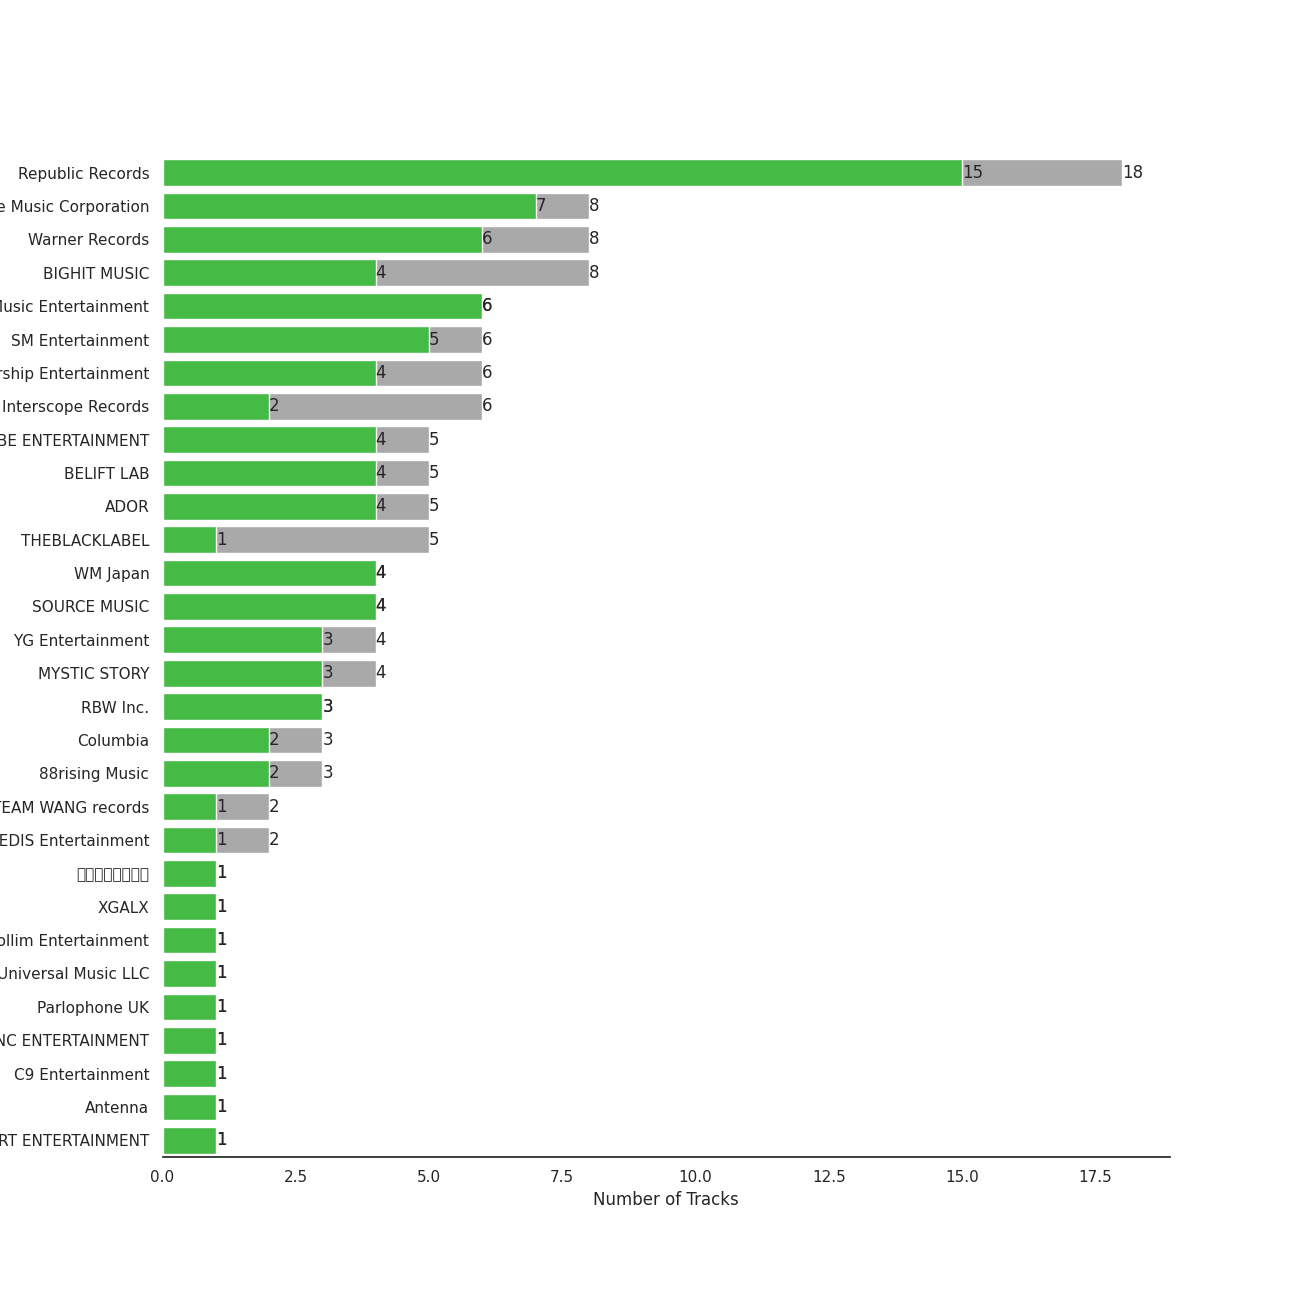 Republic Records 15 18
e Music Corporation 7 8
Warner Records 6 8
BIGHIT MUSIC 4 8
Music Entertainment 6
SM Entertainment 5 6
rship Entertainment 4 6
Interscope Records 2 6
BE ENTERTAINMENT 4 5
BELIFT LAB 4 5
ADOR 4 5
THEBLACKLABEL 1 5
WM Japan 4
SOURCE MUSIC 4
YG Entertainment 3 4
MYSTIC STORY 3 4
RBW Inc. 3
Columbia 2 3
88rising Music 2 3
TEAM WANG records 1 2
EDIS Entertainment 1 2
1
XGALX 1
ollim Entertainment 1
Universal Music LLC 1
Parlophone UK 1
NC ENTERTAINMENT 1
C9 Entertainment 1
Antenna 1
RT ENTERTAINMENT 1
0.0 2.5 5.0 7.5 10.0 12.5 15.0 17.5
Number of Tracks